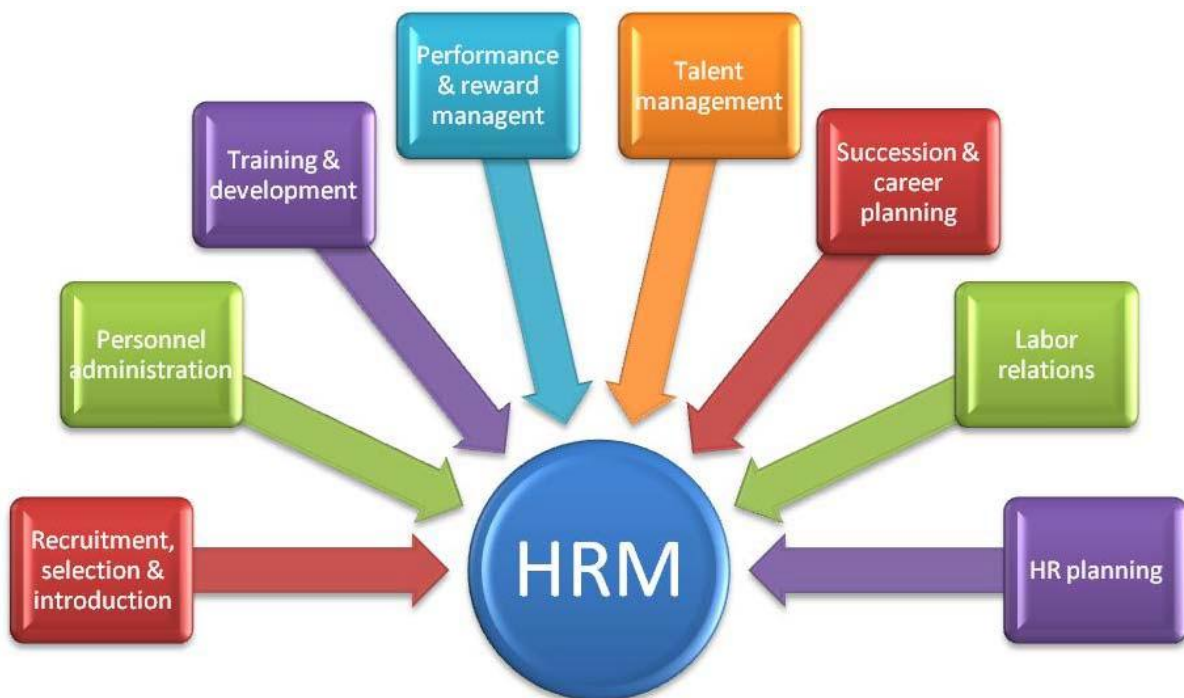 Performance
& reward
managent
Talent
management
Training &
development
Succession &
career
planning
Personnel
administration
Labor
relations
Recruitment,
selection &
introduction
HRM
HR planning